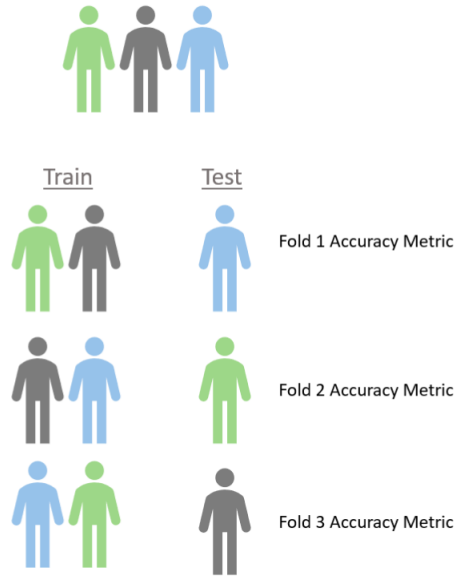 Train Test
Fold 1 Accuracy Metric
Fold 2 Accuracy Metric
Fold 3 Accuracy Metric